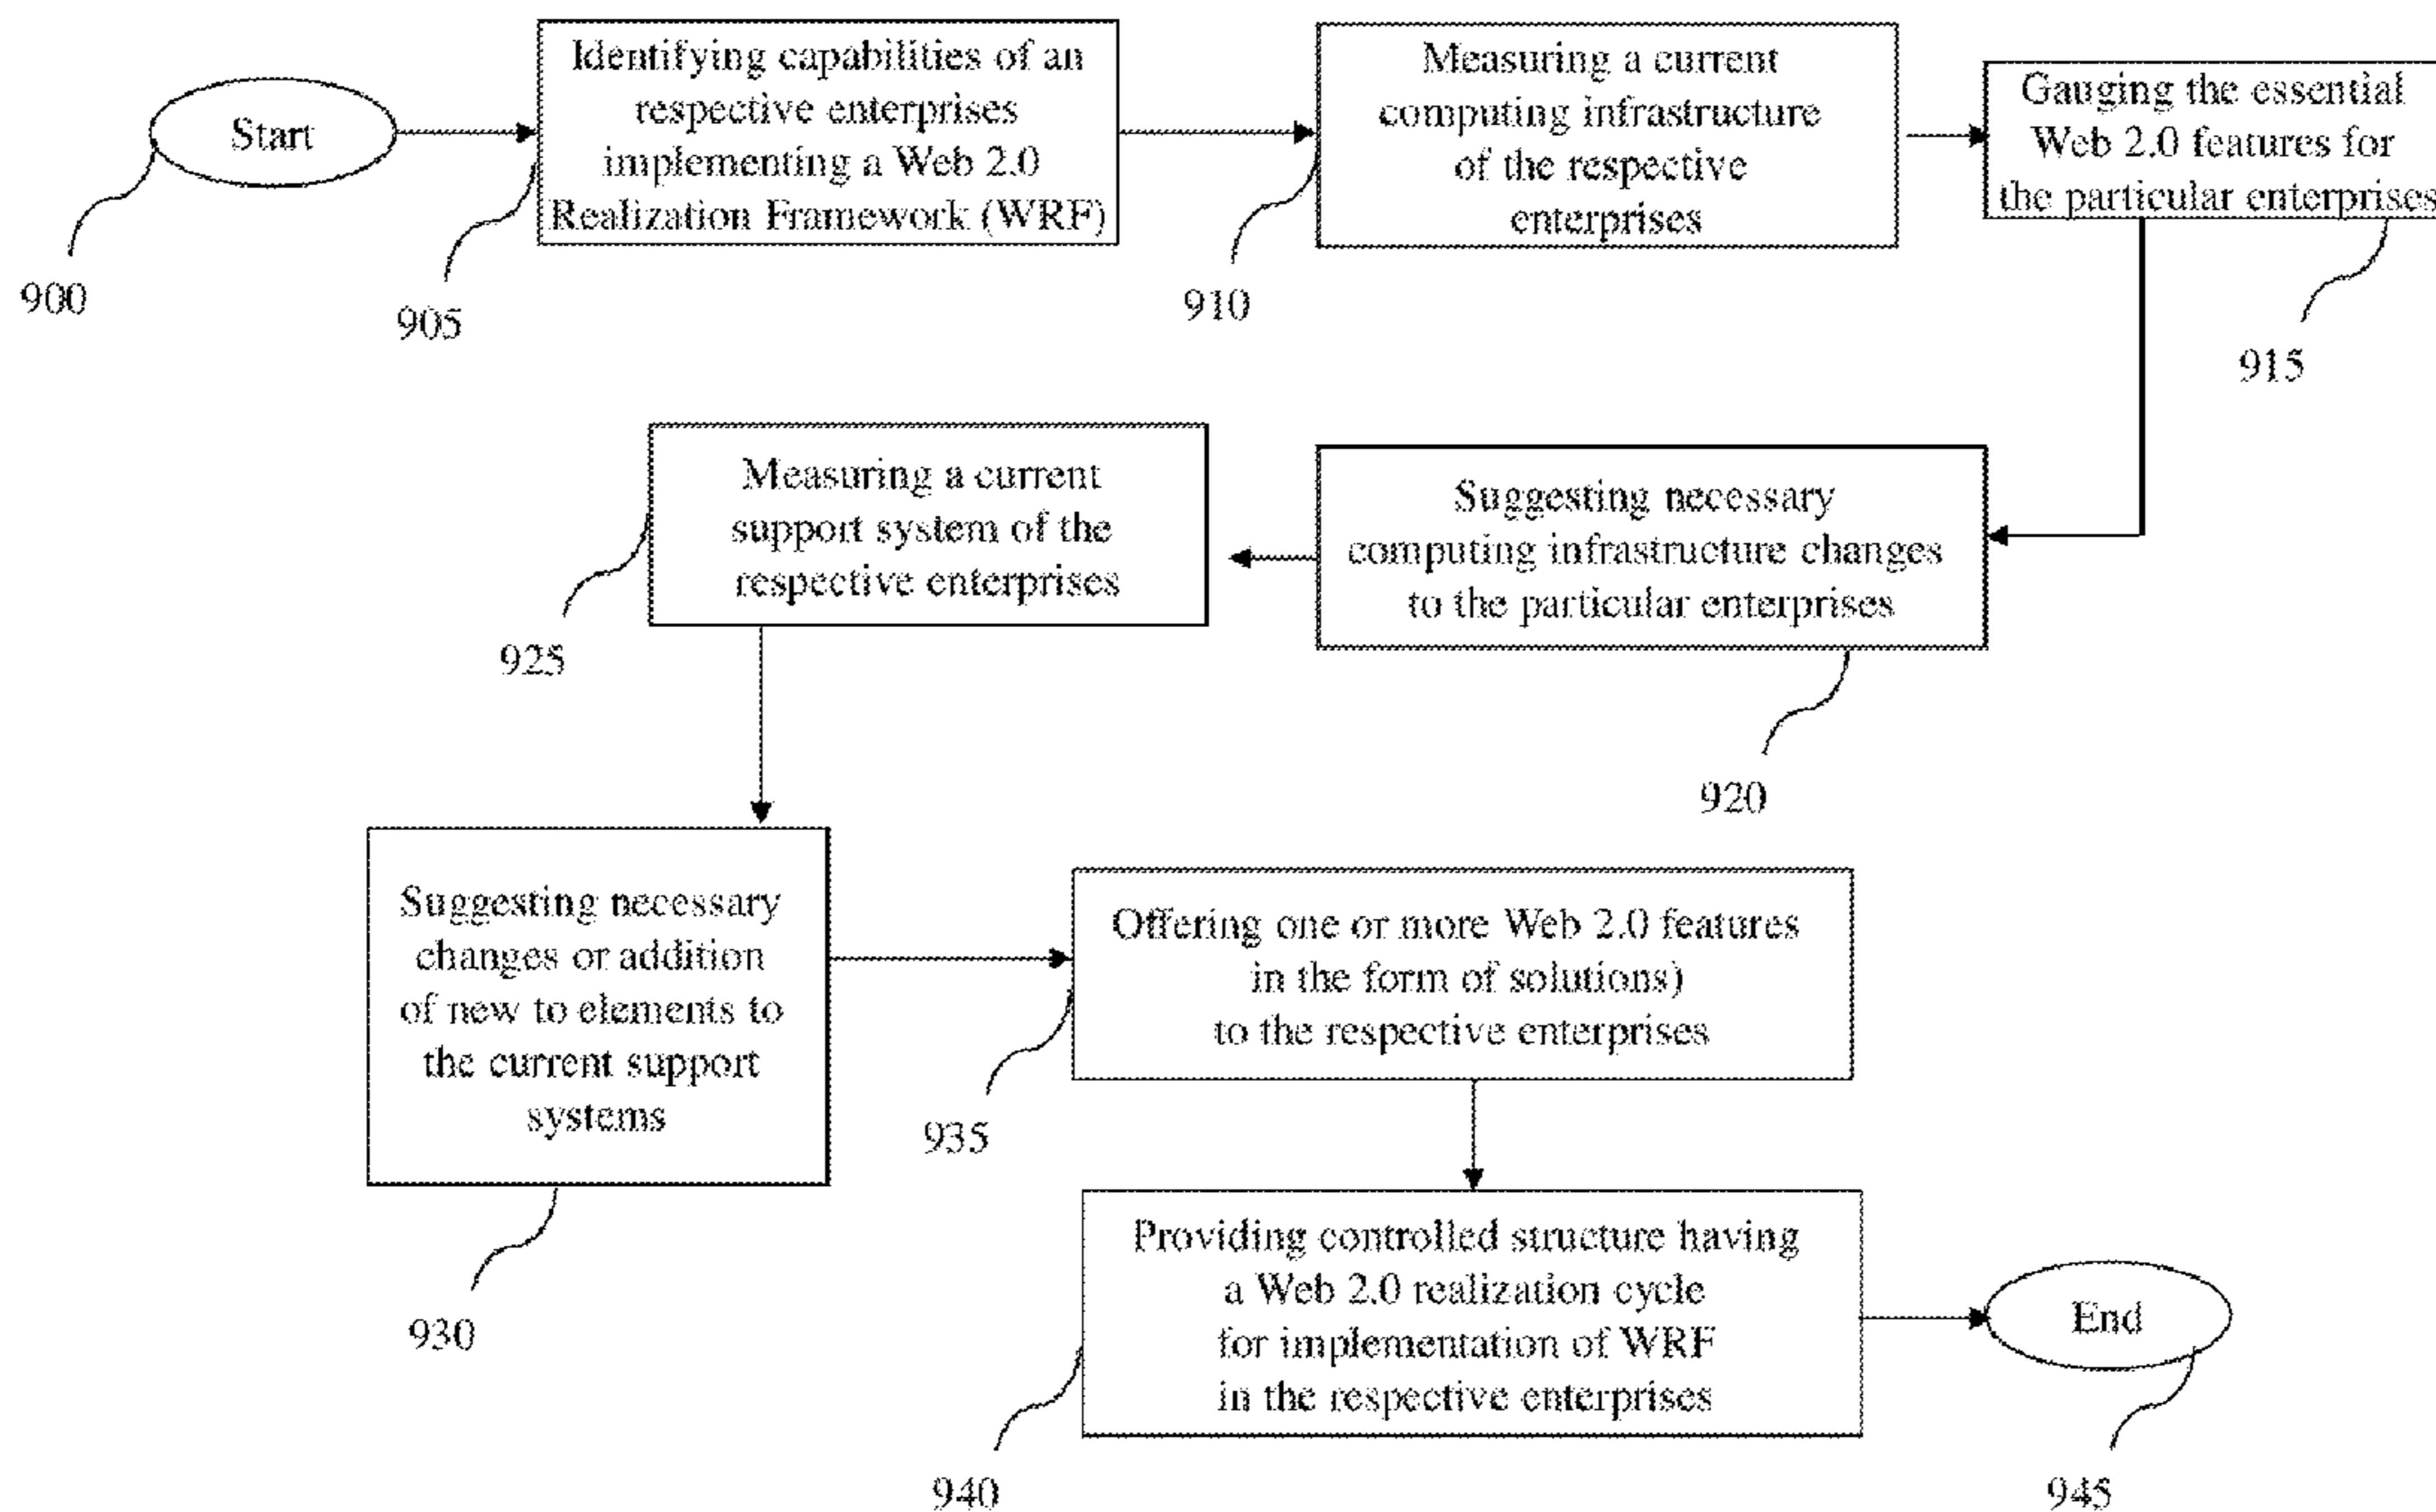 Start
900
Identifying capabilities of an
respective enterprises
implementing a Web 2.0
Realization Framework (WRF)
905
Measuring a current
computing infrastructure
of the respective
enterprises
910
Gauging the essential
Web 2.0 features for
the particular enterprises
915
Suggesting necessary
computing infrastructure changes
to the particular enterprises
920
Measuring a current
support system of the
respective enterprises
925
Suggesting necessary
changes or addition
of new to elements to
the current support
systems
930
Offering one or more Web 2.0 features
in the form of solutions)
to the respective enterprises
935
Providing controlled structure having
a Web 2.0 realization cycle
for implementation of WRF
in the respective enterprises
940
End
945